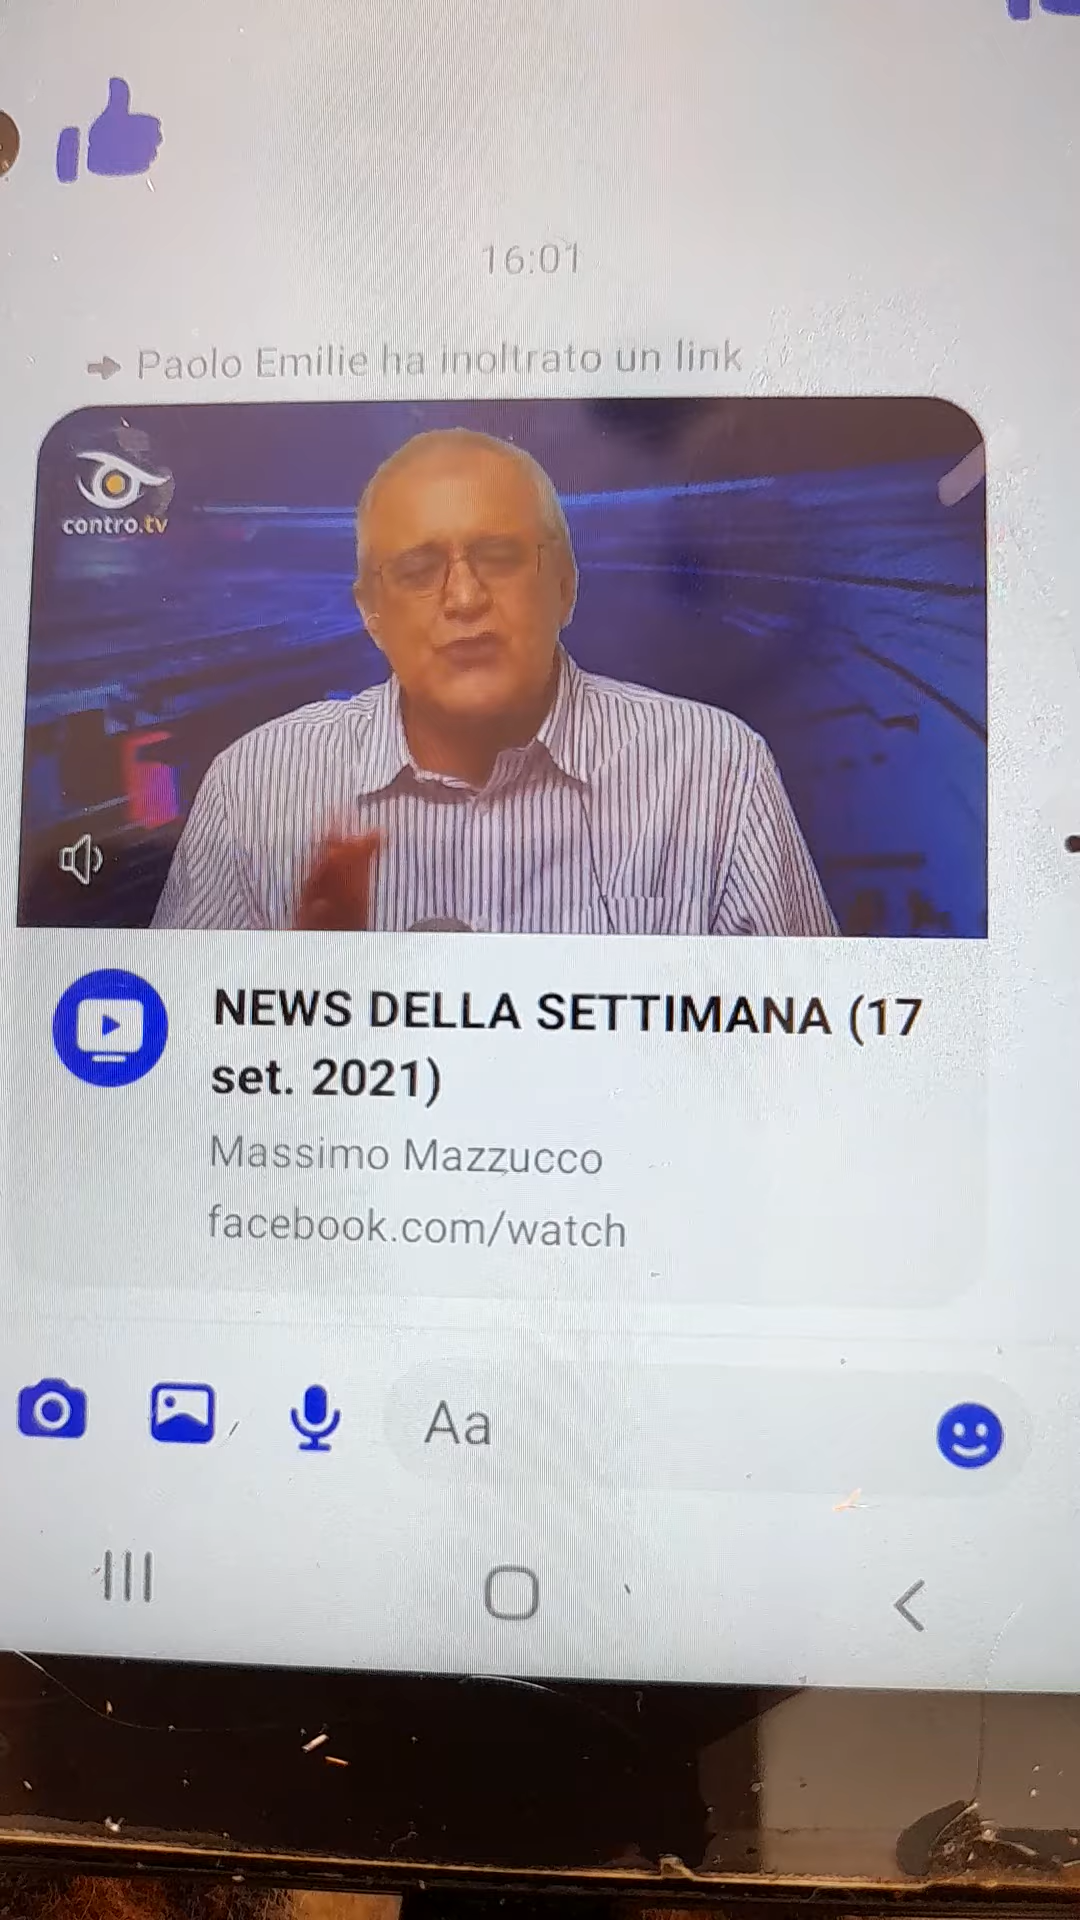 16:01
Paolo Emilie ha inoltrato un link
contro.tv
NEWS DELLA SETTIMANA (17
set. 2021)
Massimo Mazzucco
facebook.com/watch
Aa